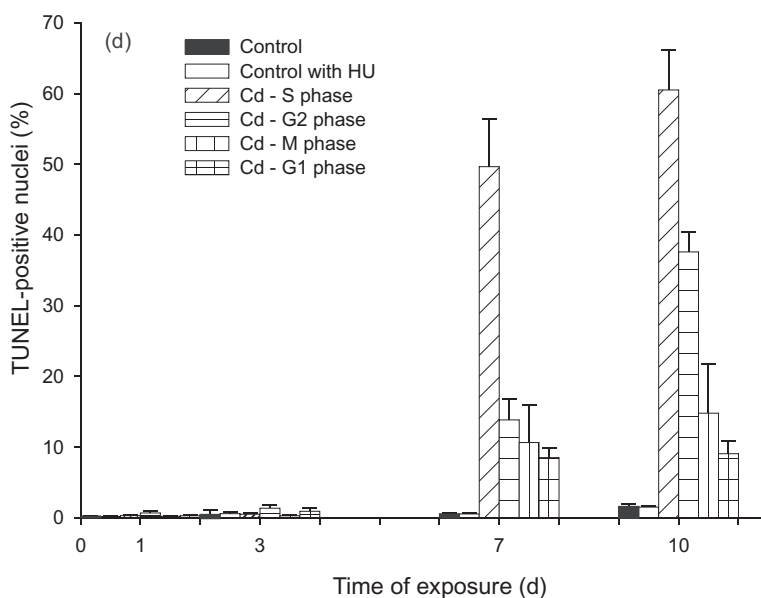 (d)
Control
Control with HU
Cd - S phase
Cd - G2 phase
Cd - M phase
Cd - G1 phase
TUNEL-positive nuclei (%)
70
60
50
40
30
20
10
0
0 1 3 7 10
Time of exposure (d)